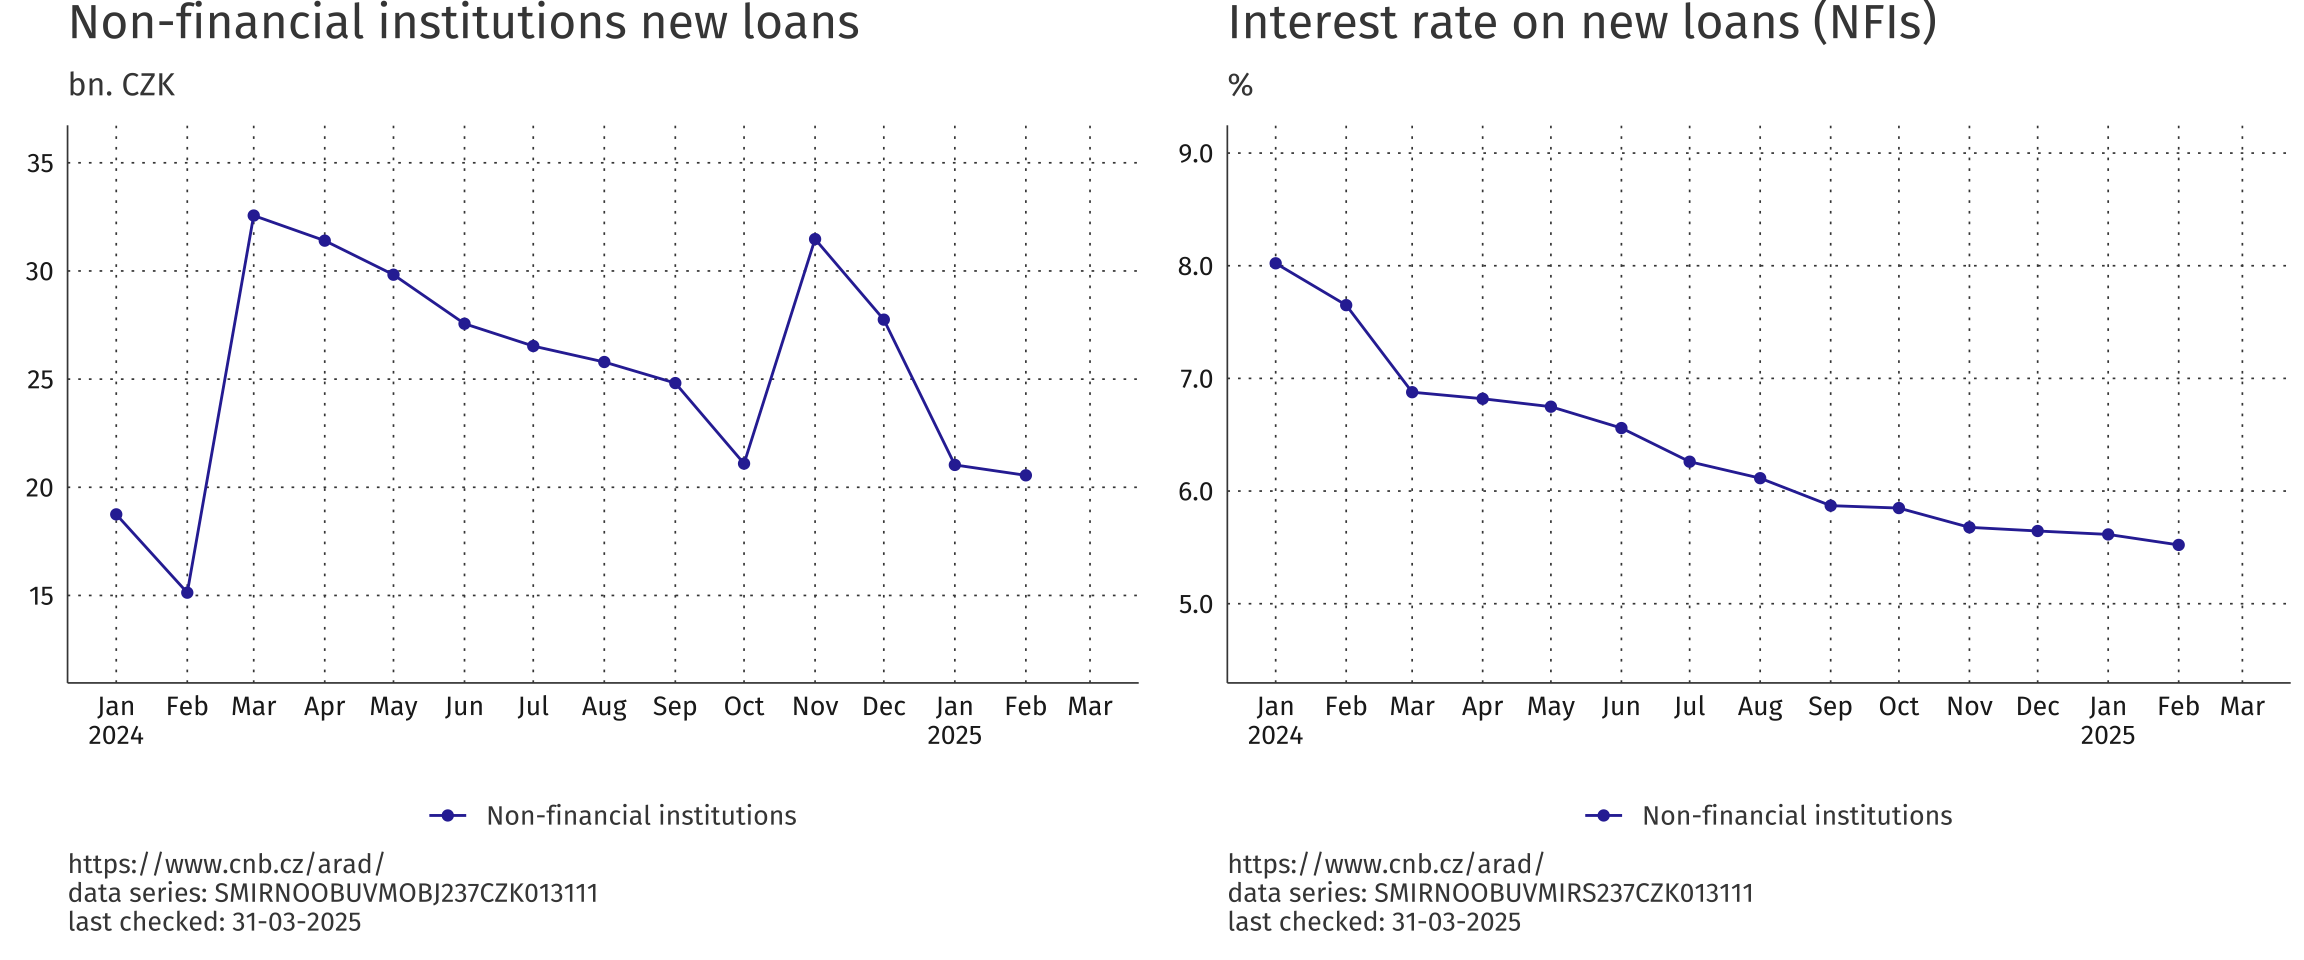 Non-financial institutions new loans
bn. CZK
35
30
25
20
15
Jan Feb Mar Apr May Jun Jul Aug Sep Oct Nov Dec Jan Feb Mar
2024 2025
Non-financial institutions
https://www.cnb.cz/arad/
data series: SMIRNOOBUVMOBJ237CZK013111
last checked: 31-03-2025
Interest rate on new loans (NFIs)
%
9.0
8.0
7.0
6.0
5.0
Jan Feb Mar Apr May Jun Jul Aug Sep Oct Nov Dec Jan Feb Mar
2024 2025
Non-financial institutions
https://www.cnb.cz/arad/
data series: SMIRNOOBUVMIRS237CZK013111
last checked: 31-03-2025